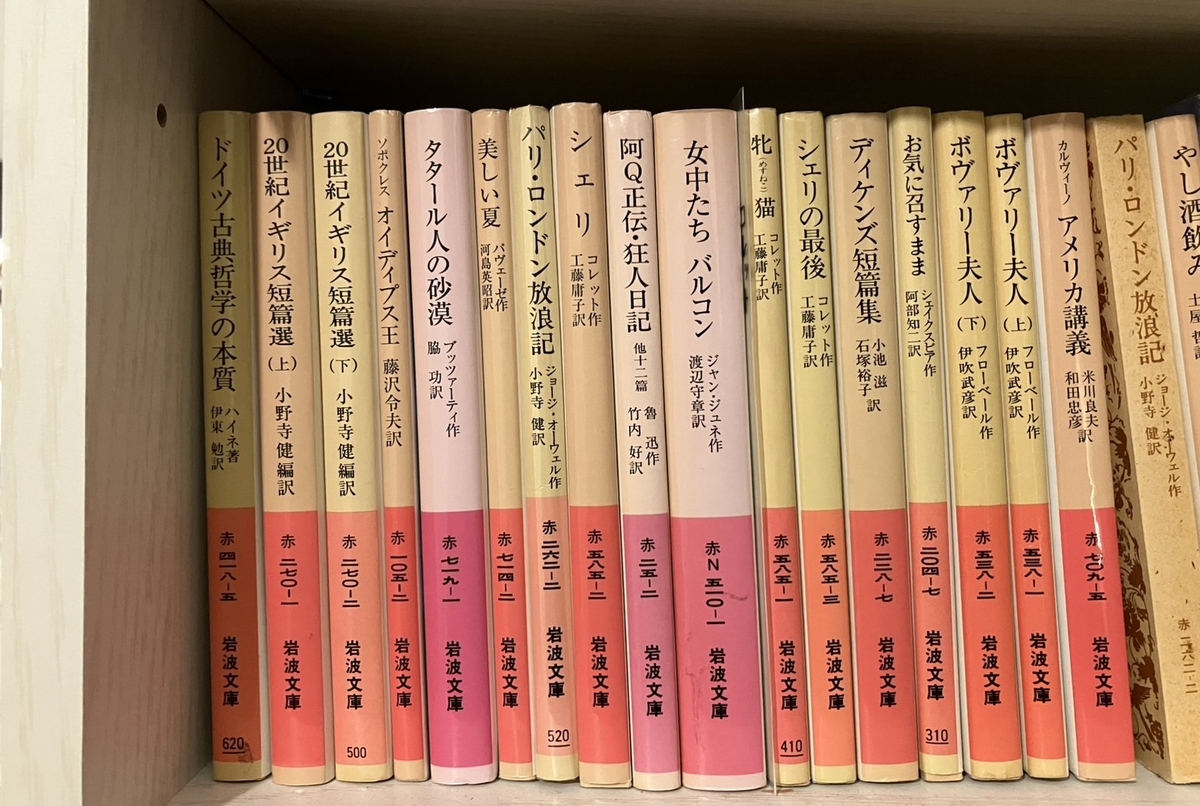 ドイツ古典哲学の本質
ハイネ著
伊東 勉訳
赤 四一八-五
岩波文庫
620
20世紀イギリス短篇選(上)
小野寺 健編訳
赤 二七〇-一
岩波文庫
20世紀イギリス短篇選(下)
小野寺 健編訳
赤 二七〇-二
岩波文庫
500
ソポクレス オイディプス王
藤沢令夫訳
赤 一〇五-二
岩波文庫
タタール人の砂漠
ブッツァーティ作
脇 功訳
赤 七一九-一
岩波文庫
美しい夏
パヴェーゼ作
河島英昭訳
赤 七一四-二
岩波文庫
パリ・ロンドン放浪記
ジョージ・オーウェル作
小野寺 健訳
赤 二六二-二
岩波文庫
520
シェリ
コレット作
工藤庸子訳
赤 五八五-二
岩波文庫
阿Q正伝・狂人日記
他十二篇
魯 迅作
竹内 好訳
赤 二五-二
岩波文庫
女中たち バルコン
ジャン・ジュネ作
渡辺守章訳
赤N 五一〇-一
岩波文庫
牝猫
(めすねこ)
コレット作
工藤庸子訳
赤 五八五-一
岩波文庫
410
シェリの最後
コレット作
工藤庸子訳
赤 五八五-三
岩波文庫
ディケンズ短篇集
小池 滋
石塚裕子 訳
赤 二二八-七
岩波文庫
お気に召すまま
シェイクスピア作
阿部知二訳
赤 二〇四-七
岩波文庫
310
ボヴァリー夫人(下)
フローベール作
伊吹武彦訳
赤 五三八-二
岩波文庫
ボヴァリー夫人(上)
フローベール作
伊吹武彦訳
赤 五三八-一
岩波文庫
カルヴィーノ アメリカ講義
米川良夫
和田忠彦 訳
赤 七〇九-五
岩波文庫
パリ・ロンドン放浪記
ジョージ・オーウェル作
小野寺 健訳
赤 二六二-二
やし酒飲み
土屋 哲訳